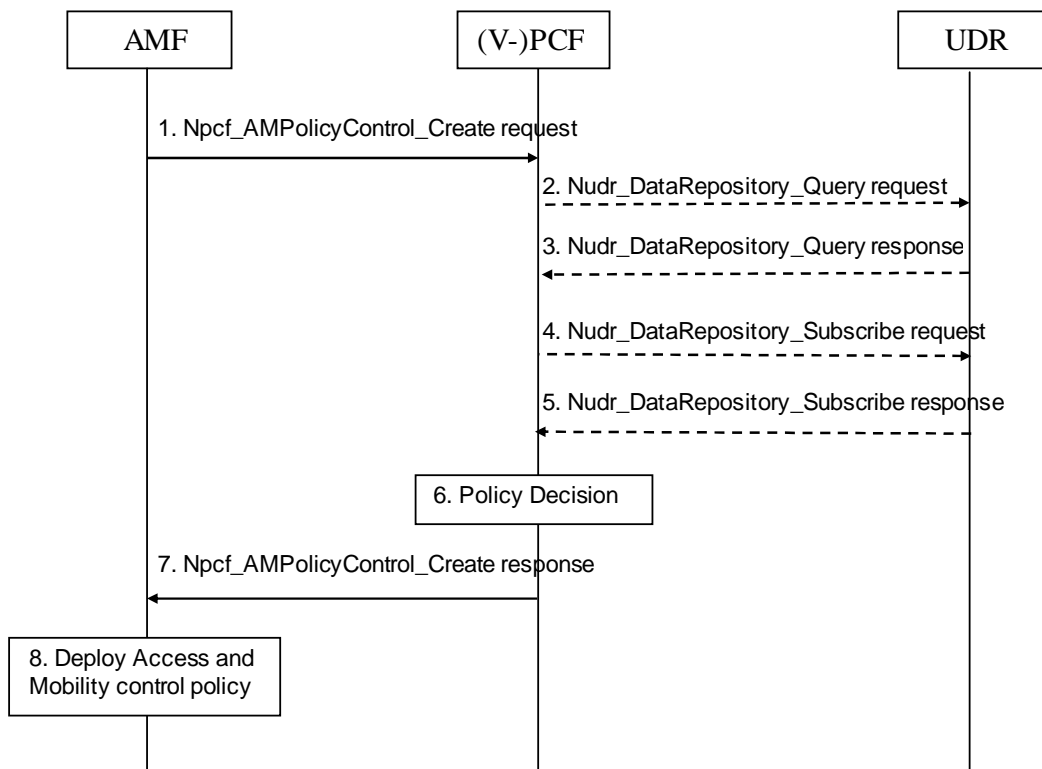 AMF
(V-)PCF
UDR
1. Npcf_AMPolicyControl_Create request
2. Nudr_DataRepository_Query request
3. Nudr_DataRepository_Query response
4. Nudr_DataRepository_Subscribe request
5. Nudr_DataRepository_Subscribe response
6. Policy Decision
7. Npcf_AMPolicyControl_Create response
8. Deploy Access and
Mobility control policy